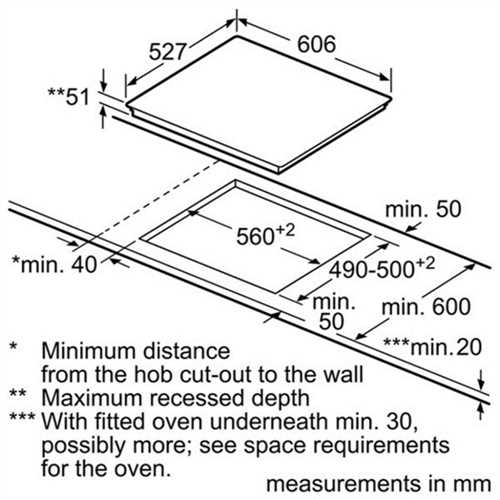 527
606
**51
min. 50
560+2
*min. 40
490-500+2
min.
50
min. 600
***min.20
* Minimum distance
from the hob cut-out to the wall
** Maximum recessed depth
*** With fitted oven underneath min. 30,
possibly more; see space requirements
for the oven.
measurements in mm